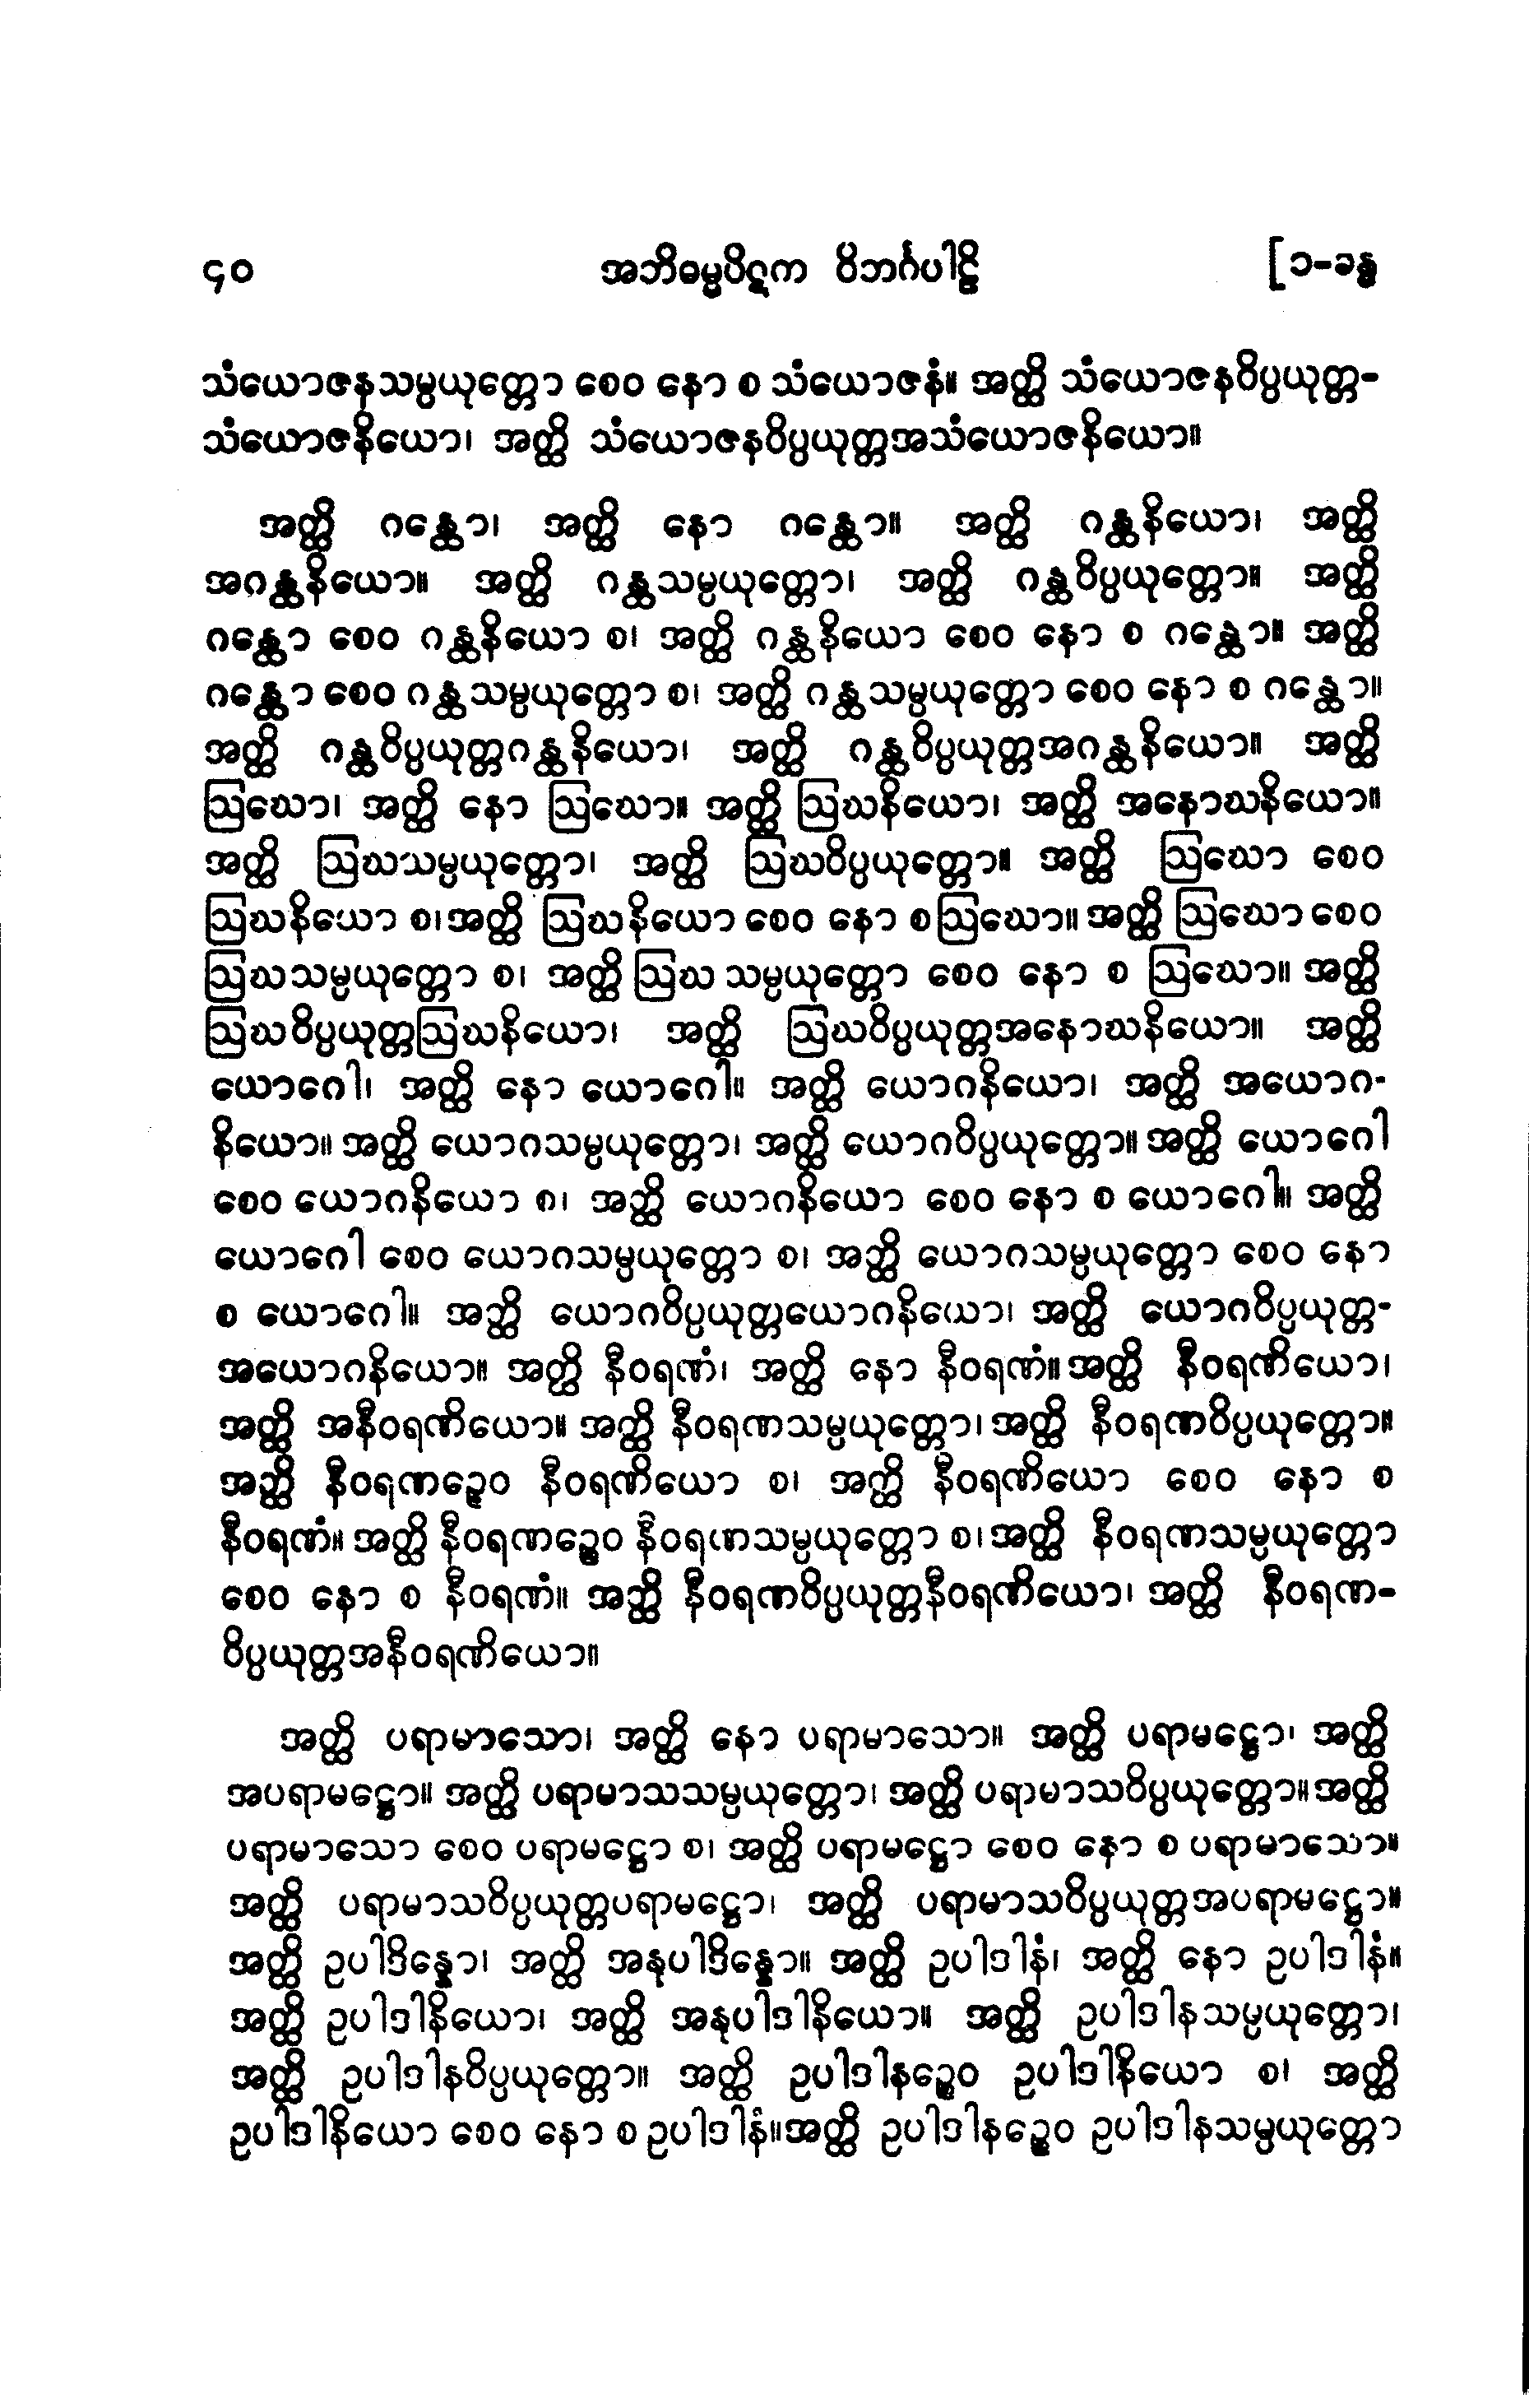 ၄၀ အဘိဓမ္မပိဋက ဝိဘင်္ဂပါဠိ [၁-ခန္ဓ
သံယောဇနသမ္ပယုတ္တော စေဝ နော စ သံယောဇနံ။ အတ္ထိ သံယောဇနဝိပ္ပယုတ္တ-
သံယောဇနိယော၊ အတ္ထိ သံယောဇနဝိပ္ပယုတ္တအသံယောဇနိယော။
အတ္ထိ ဂန္ထော၊ အတ္ထိ နော ဂန္ထော။ အတ္ထိ ဂန္ထနိယော၊ အတ္ထိ
အဂန္ထနိယော။ အတ္ထိ ဂန္ထသမ္ပယုတ္တော၊ အတ္ထိ ဂန္ထဝိပ္ပယုတ္တော။ အတ္ထိ
ဂန္ထော စေဝ ဂန္ထနိယော စ၊ အတ္ထိ ဂန္ထနိယော စေဝ နော စ ဂန္ထော။ အတ္ထိ
ဂန္ထော စေဝ ဂန္ထသမ္ပယုတ္တော စ၊ အတ္ထိ ဂန္ထသမ္ပယုတ္တော စေဝ နော စ ဂန္ထော။
အတ္ထိ ဂန္ထဝိပ္ပယုတ္တဂန္ထနိယော၊ အတ္ထိ ဂန္ထဝိပ္ပယုတ္တအဂန္ထနိယော။ အတ္ထိ
ဩဃော၊ အတ္ထိ နော ဩဃော။ အတ္ထိ ဩဃနိယော၊ အတ္ထိ အနောဃနိယော။
အတ္ထိ ဩဃသမ္ပယုတ္တော၊ အတ္ထိ ဩဃဝိပ္ပယုတ္တော။ အတ္ထိ ဩဃော စေဝ
ဩဃနိယော စ၊အတ္ထိ ဩဃနိယော စေဝ နော စ ဩဃော။ အတ္ထိ ဩဃော စေဝ
ဩဃသမ္ပယုတ္တော စ၊ အတ္ထိ ဩဃ သမ္ပယုတ္တော စေဝ နော စ ဩဃော။ အတ္ထိ
ဩဃဝိပ္ပယုတ္တဩဃနိယော၊ အတ္ထိ ဩဃဝိပ္ပယုတ္တအနောဃနိယော။ အတ္ထိ
ယောဂေါ၊ အတ္ထိ နော ယောဂေါ။ အတ္ထိ ယောဂနိယော၊ အတ္ထိ အယောဂ-
နိယော။ အတ္ထိ ယောဂသမ္ပယုတ္တော၊ အတ္ထိ ယောဂဝိပ္ပယုတ္တော။ အတ္ထိ ယောဂေါ
စေဝ ယောဂနိယော စ၊ အတ္ထိ ယောဂနိယော စေဝ နော စ ယောဂေါ။ အတ္ထိ
ယောဂေါ စေဝ ယောဂသမ္ပယုတ္တော စ၊ အတ္ထိ ယောဂသမ္ပယုတ္တော စေဝ နော
စ ယောဂေါ။ အတ္ထိ ယောဂဝိပ္ပယုတ္တယောဂနိယော၊ အတ္ထိ ယောဂဝိပ္ပယုတ္တ-
အယောဂနိယော။ အတ္ထိ နီဝရဏံ၊ အတ္ထိ နော နီဝရဏံ။ အတ္ထိ နီဝရဏိယော၊
အတ္ထိ အနီဝရဏိယော။ အတ္ထိ နီဝရဏသမ္ပယုတ္တော၊ အတ္ထိ နီဝရဏဝိပ္ပယုတ္တော။
အတ္ထိ နီဝရဏဉ္စေဝ နီဝရဏိယော စ၊ အတ္ထိ နီဝရဏိယော စေဝ နော စ
နီဝရဏံ။ အတ္ထိ နီဝရဏဉ္စေဝ နီဝရဏသမ္ပယုတ္တော စ၊အတ္ထိ နီဝရဏသမ္ပယုတ္တော
စေဝ နော စ နီဝရဏံ။ အတ္ထိ နီဝရဏဝိပ္ပယုတ္တနီဝရဏိယော၊ အတ္ထိ နီဝရဏ-
ဝိပ္ပယုတ္တအနီဝရဏိယော။
အတ္ထိ ပရာမာသော၊ အတ္ထိ နော ပရာမာသော။ အတ္ထိ ပရာမဋ္ဌော၊ အတ္ထိ
အပရာမဋ္ဌော။ အတ္ထိ ပရာမာသသမ္ပယုတ္တော၊ အတ္ထိ ပရာမာသဝိပ္ပယုတ္တော။ အတ္ထိ
ပရာမာသော စေဝ ပရာမဋ္ဌော စ၊ အတ္ထိ ပရာမဋ္ဌော စေဝ နော စ ပရာမာသော။
အတ္ထိ ပရာမာသဝိပ္ပယုတ္တပရာမဋ္ဌော၊ အတ္ထိ ပရာမာသဝိပ္ပယုတ္တအပရာမဋ္ဌော။
အတ္ထိ ဥပါဒိန္နော၊ အတ္ထိ အနုပါဒိန္နော။ အတ္ထိ ဥပါဒါနံ၊ အတ္ထိ နော ဥပါဒါနံ။
အတ္ထိ ဥပါဒါနိယော၊ အတ္ထိ အနုပါဒါနိယော။ အတ္ထိ ဥပါဒါနသမ္ပယုတ္တော၊
အတ္ထိ ဥပါဒါနဝိပ္ပယုတ္တော။ အတ္ထိ ဥပါဒါနဉ္စေဝ ဥပါဒါနိယော စ၊ အတ္ထိ
ဥပါဒါနိယော စေဝ နော စ ဥပါဒါနံ။အတ္ထိ ဥပါဒါနဉ္စေဝ ဥပါဒါနသမ္ပယုတ္တော